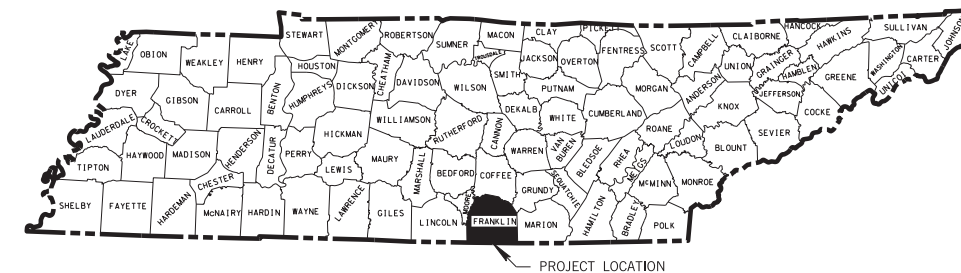 STEWART
MONTGOMERY
ROBERTSON
SUMNER
MACON
CLAY
PICKETT
FENTRESS
SCOTT
CAMPBELL
CLAIBORNE
HANCOCK
HAWKINS
SULLIVAN
JOHNSON
LAKE
OBION
WEAKLEY
HENRY
HOUSTON
CHEATHAM
TROUSDALE
JACKSON
OVERTON
UNION
GRAINGER
HAMBLEN
WASHINGTON
CARTER
UNICOI
GREENE
DYER
GIBSON
CARROLL
BENTON
HUMPHREYS
DICKSON
DAVIDSON
WILSON
SMITH
PUTNAM
MORGAN
ANDERSON
KNOX
JEFFERSON
COCKE
LAUDERDALE
CROCKETT
HENDERSON
DECATUR
PERRY
HICKMAN
WILLIAMSON
RUTHERFORD
CANNON
DEKALB
WHITE
CUMBERLAND
ROANE
LOUDON
BLOUNT
SEVIER
TIPTON
HAYWOOD
MADISON
CHESTER
LEWIS
MAURY
MARSHALL
BEDFORD
COFFEE
WARREN
VAN
BUREN
BLEDSOE
RHEA
MEIGS
MCMINN
MONROE
SHELBY
FAYETTE
HARDEMAN
McNAIRY
HARDIN
WAYNE
LAWRENCE
GILES
LINCOLN
MOORE
FRANKLIN
GRUNDY
SEQUATCHIE
MARION
HAMILTON
BRADLEY
POLK
PROJECT LOCATION